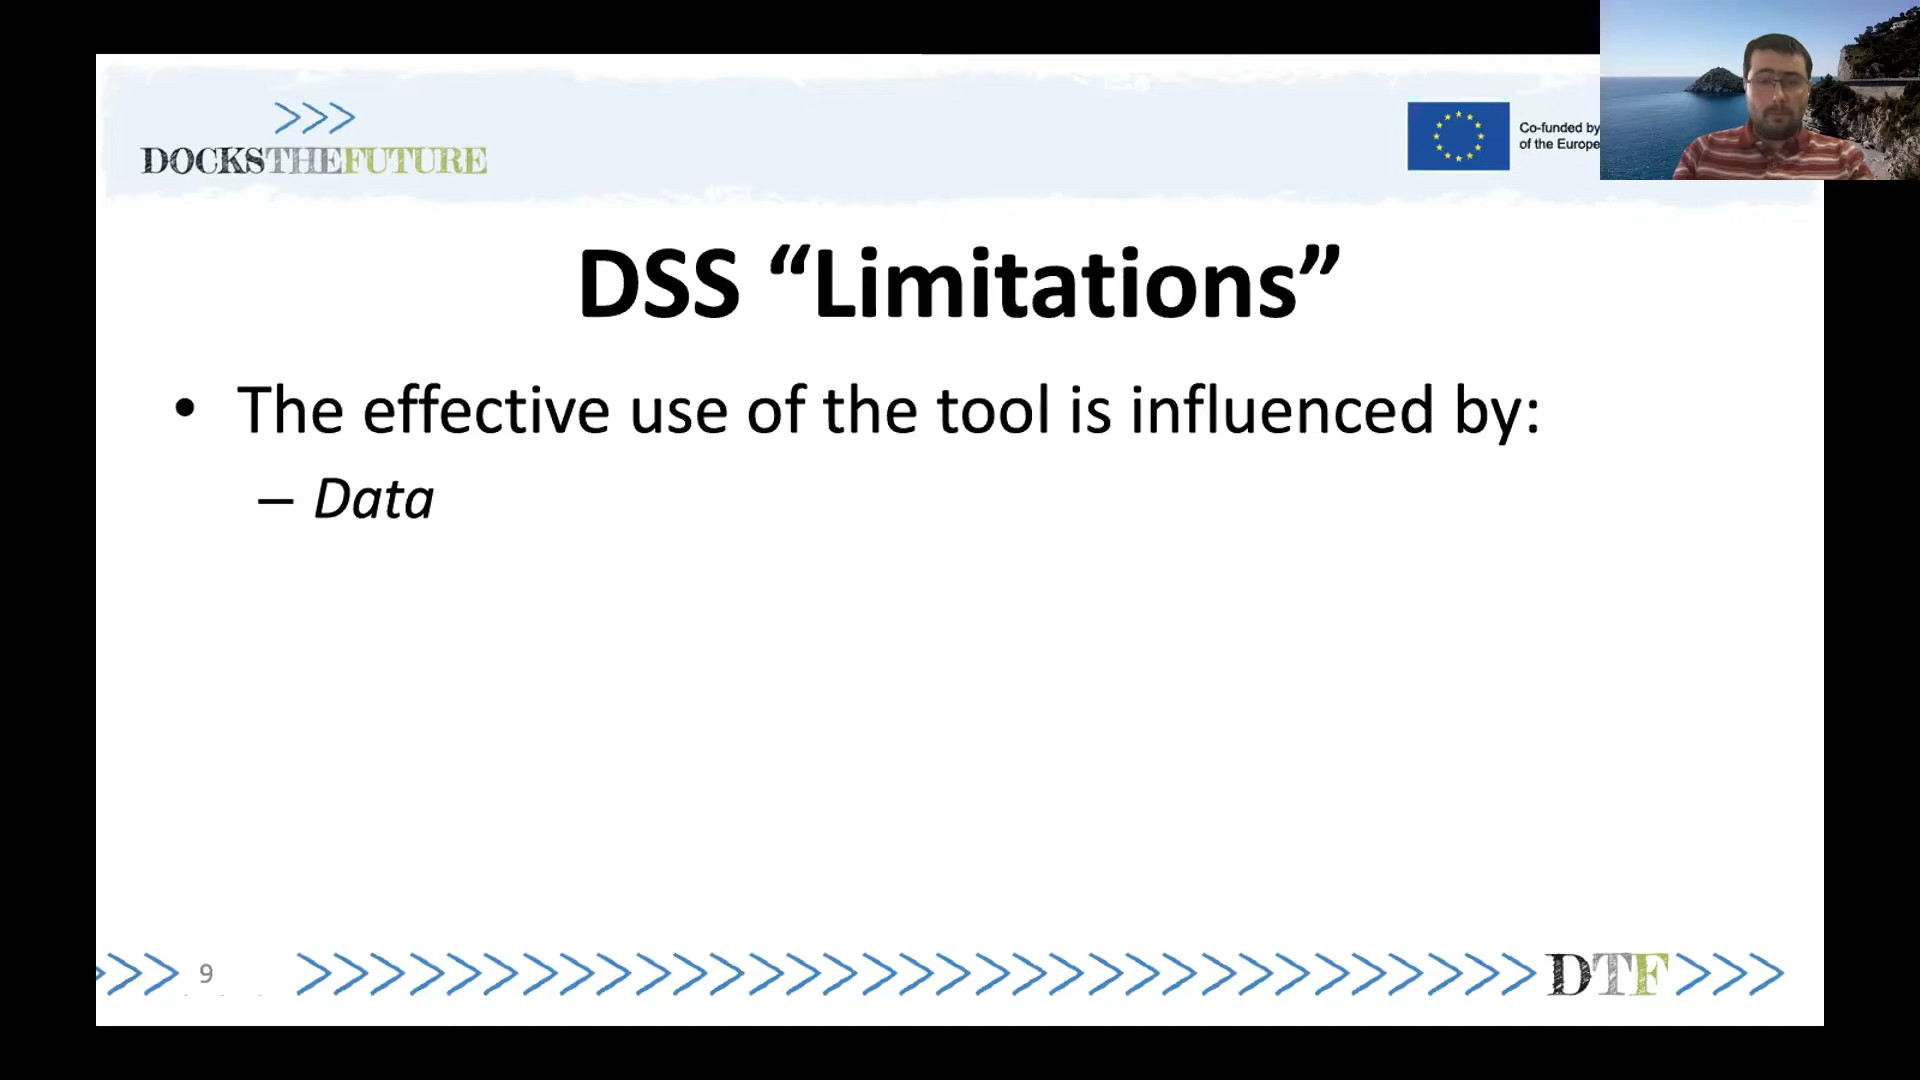 DOCKSTHEFUTURE
Co-funded by
of the Europe
DSS “Limitations”
• The effective use of the tool is influenced by:
– Data
9
DTF